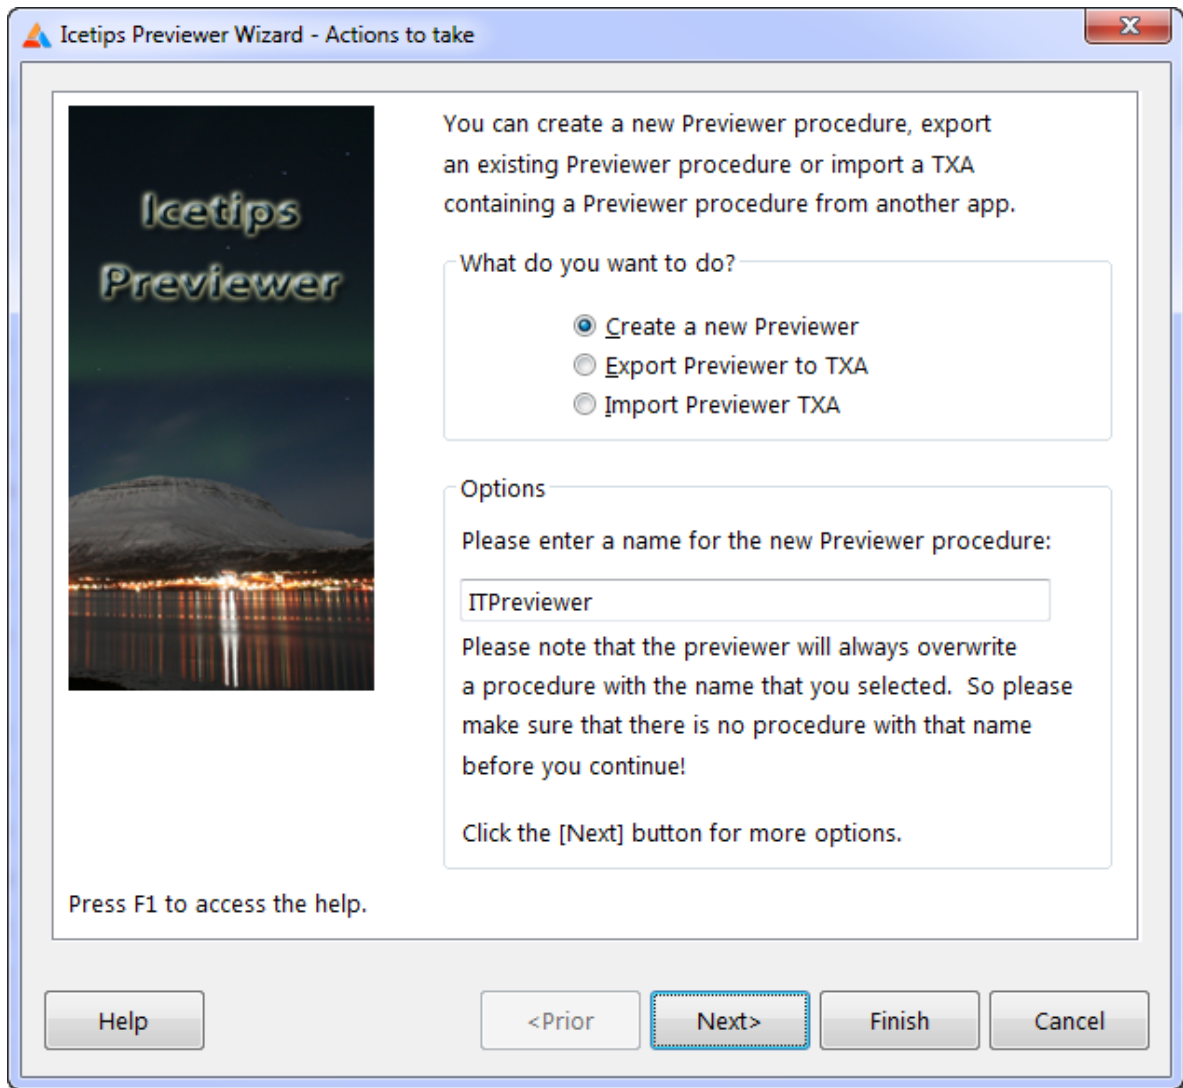 Icetips Previewer Wizard - Actions to take
X
Icetips
Previewer
You can create a new Previewer procedure, export
an existing Previewer procedure or import a TXA
containing a Previewer procedure from another app.
What do you want to do?
Create a new Previewer
Export Previewer to TXA
Import Previewer TXA
Options
Please enter a name for the new Previewer procedure:
ITPreviewer
Please note that the previewer will always overwrite
a procedure with the name that you selected.  So please
make sure that there is no procedure with that name
before you continue!
Click the [Next] button for more options.
Press F1 to access the help.
Help
<Prior
Next>
Finish
Cancel